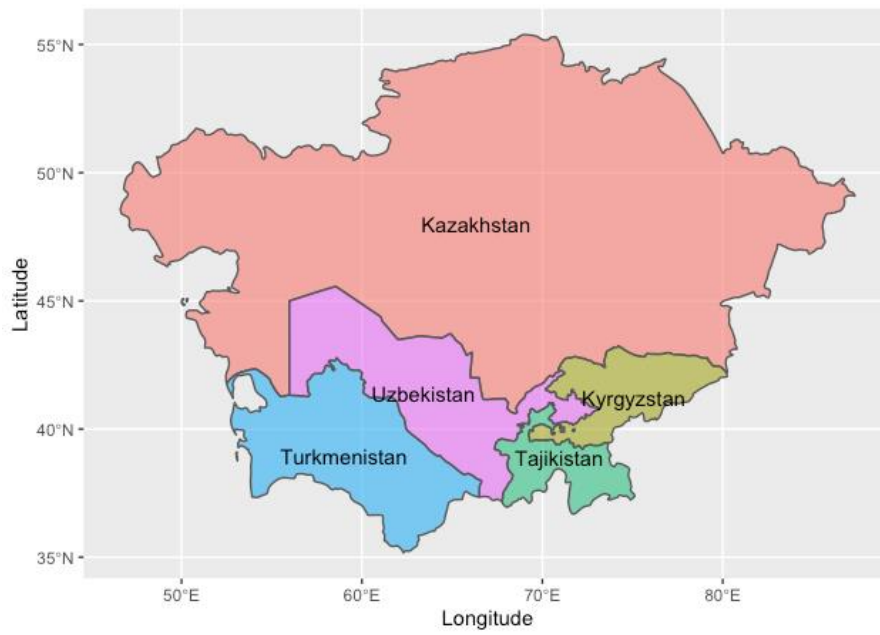 55°N
50°N
45°N
40°N
35°N
Latitude
Kazakhstan
Uzbekistan
Kyrgyzstan
Turkmenistan
Tajikistan
50°E
60°E
70°E
80°E
Longitude